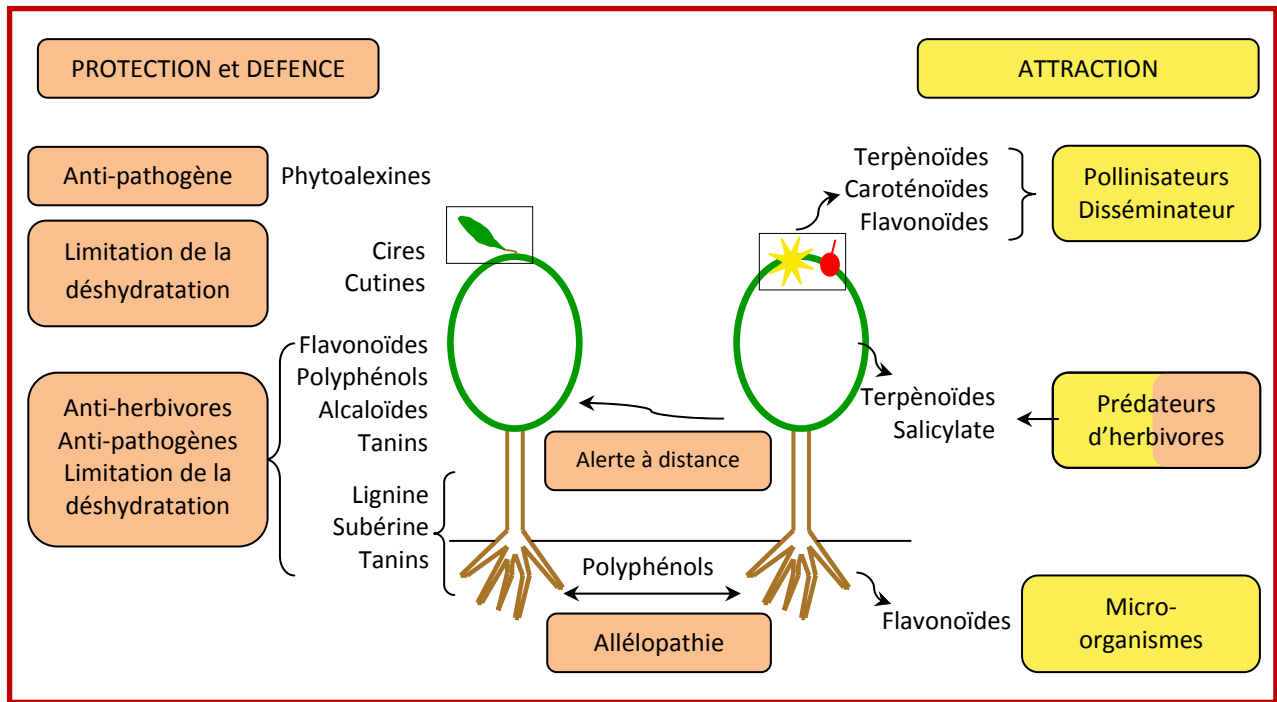 PROTECTION et DEFENCE
ATTRACTION
Anti-pathogène
Phytoalexines
Limitation de la
déshydratation
Cires
Cutines
Anti-herbivores
Anti-pathogènes
Limitation de la
déshydratation
Flavonoïdes
Polyphénols
Alcaloïdes
Tanins
Lignine
Subérine
Tanins
Alerte à distance
Polyphénols
Allélopathie
Terpènoïdes
Caroténoïdes
Flavonoïdes
Pollinisateurs
Disséminateur
Terpènoïdes
Salicylate
Prédateurs
d’herbivores
Flavonoïdes
Micro-
organismes